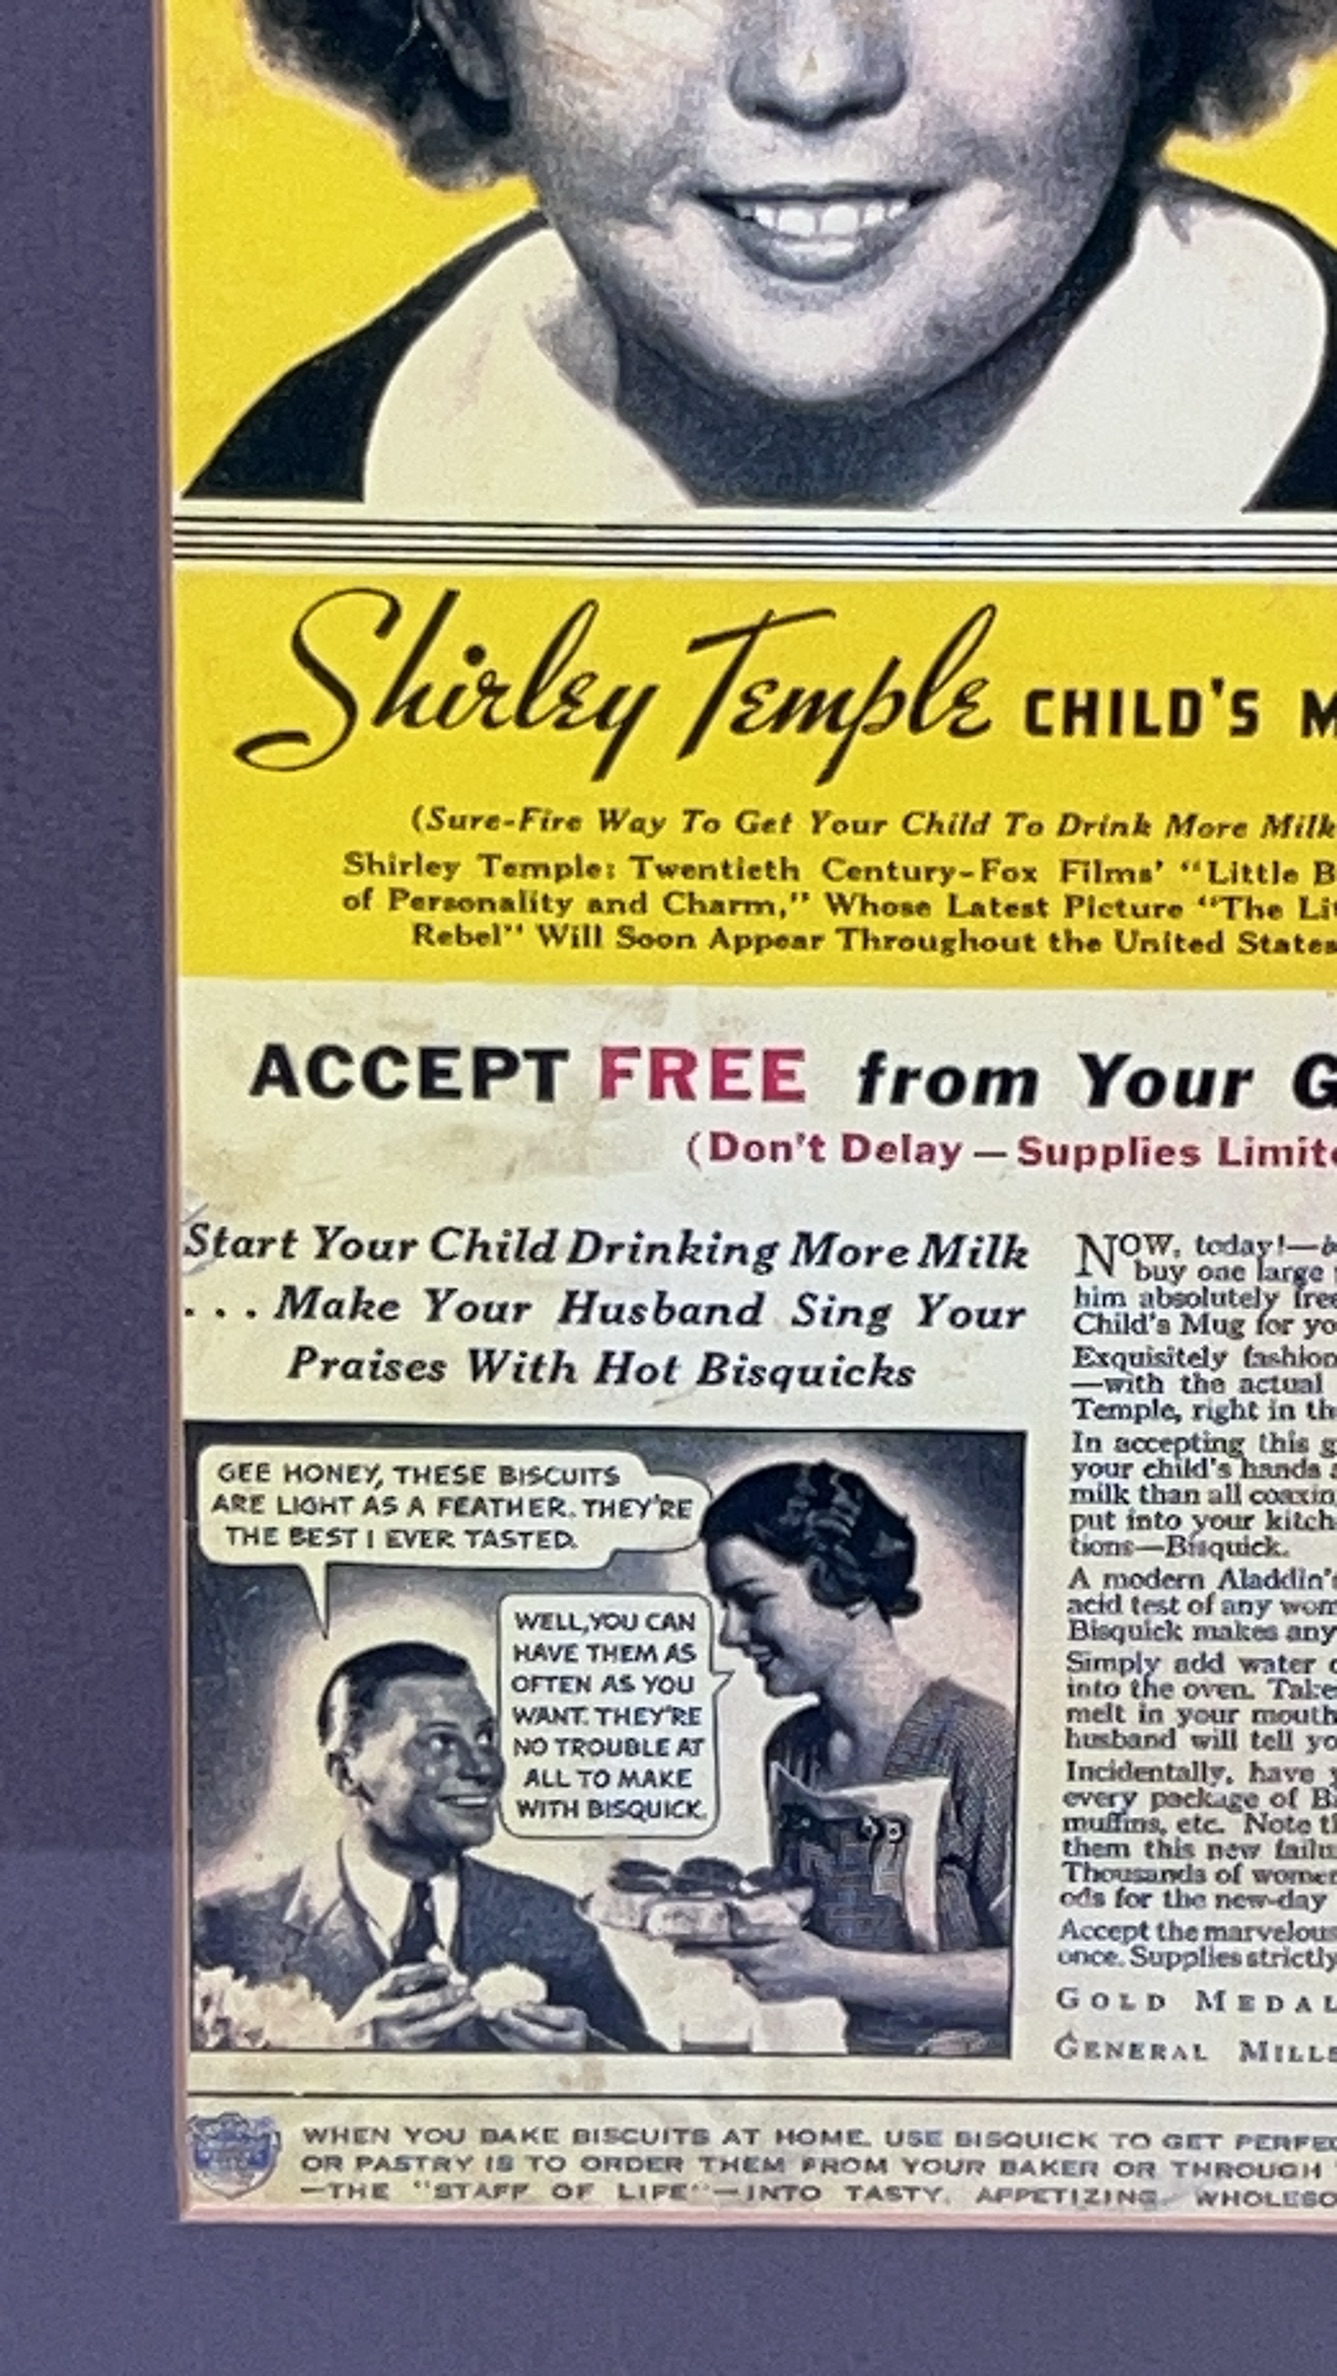 Shirley Temple CHILD'S M
(Sure-Fire Way To Get Your Child To Drink More Milk
Shirley Temple: Twentieth Century-Fox Films' "Little B
of Personality and Charm," Whose Latest Picture "The Lit
Rebel" Will Soon Appear Throughout the United States
ACCEPT FREE from Your G
(Don't Delay — Supplies Limite
Start Your Child Drinking More Milk
. . . Make Your Husband Sing Your
Praises With Hot Bisquicks
GEE HONEY, THESE BISCUITS
ARE LIGHT AS A FEATHER. THEY'RE
THE BEST I EVER TASTED.
WELL, YOU CAN
HAVE THEM AS
OFTEN AS YOU
WANT. THEY'RE
NO TROUBLE AT
ALL TO MAKE
WITH BISQUICK.
NOW, today!—b
buy one large
him absolutely free
Child's Mug for yo
Exquisitely fashion
—with the actual
Temple, right in th
In accepting this g
your child's hands a
milk than all coaxin
put into your kitch
tions—Bisquick.
A modern Aladdin's
acid test of any wom
Bisquick makes any
Simply add water o
into the oven. Take
melt in your mouth
husband will tell yo
Incidentally, have y
every package of Bi
muffins, etc. Note th
them this new failu
Thousands of women
ods for the new-day
Accept the marvelous
once. Supplies strictly
GOLD MEDAL
GENERAL MILLS
WHEN YOU BAKE BISCUITS AT HOME, USE BISQUICK TO GET PERFEC
OR PASTRY IS TO ORDER THEM FROM YOUR BAKER OR THROUGH
—THE "STAFF OF LIFE"—INTO TASTY, APPETIZING, WHOLESO